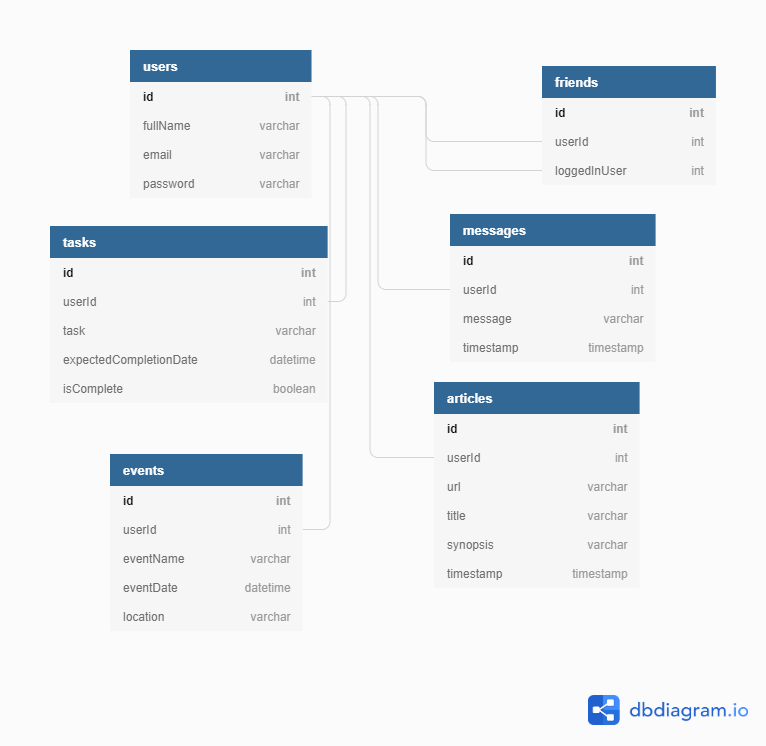 users
id int
fullName varchar
email varchar
password varchar
friends
id int
userId int
loggedInUser int
tasks
id int
userId int
task varchar
expectedCompletionDate datetime
isComplete boolean
messages
id int
userId int
message varchar
timestamp timestamp
articles
id int
userId int
url varchar
title varchar
synopsis varchar
timestamp timestamp
events
id int
userId int
eventName varchar
eventDate datetime
location varchar
dbdiagram.io